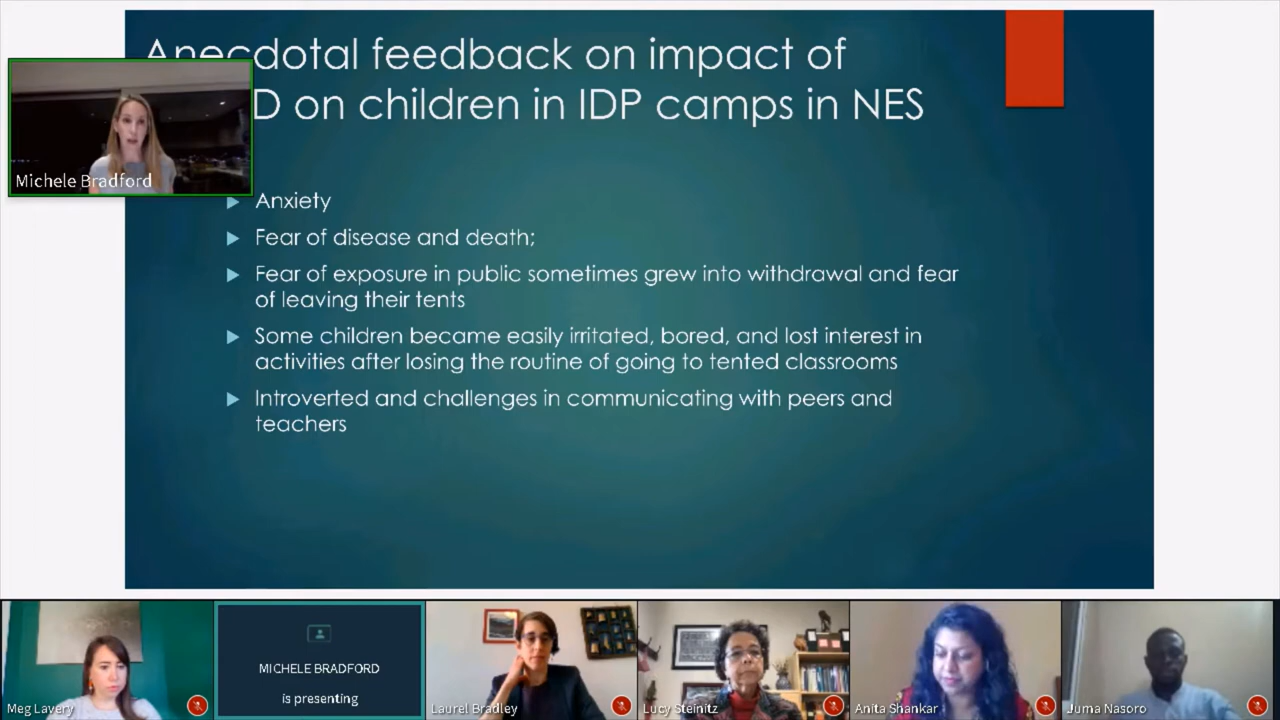 Anecdotal feedback on impact of
D on children in IDP camps in NES
Michele Bradford
Anxiety
Fear of disease and death;
Fear of exposure in public sometimes grew into withdrawal and fear
of leaving their tents
Some children became easily irritated, bored, and lost interest in
activities after losing the routine of going to tented classrooms
Introverted and challenges in communicating with peers and
teachers
MICHELE BRADFORD
is presenting
Meg Lavery
Laurel Bradley
Lucy Steinitz
Anita Shankar
Juma Nasoro